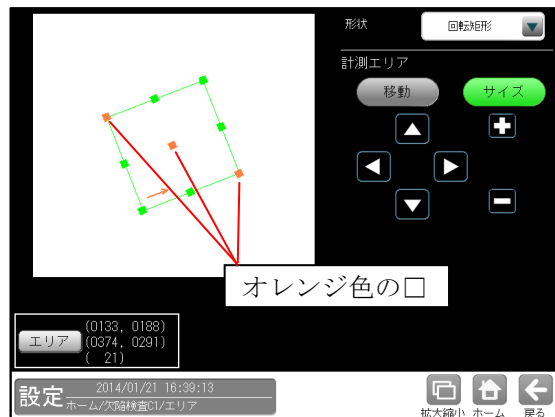 形状
回転矩形
計測エリア
移動
サイズ
オレンジ色の□
エリア
(0133, 0188)
(0374, 0291)
( 21)
設定
2014/01/21 16:39:13
ホーム/欠陥検査C1/エリア
拡大縮小
ホーム
戻る